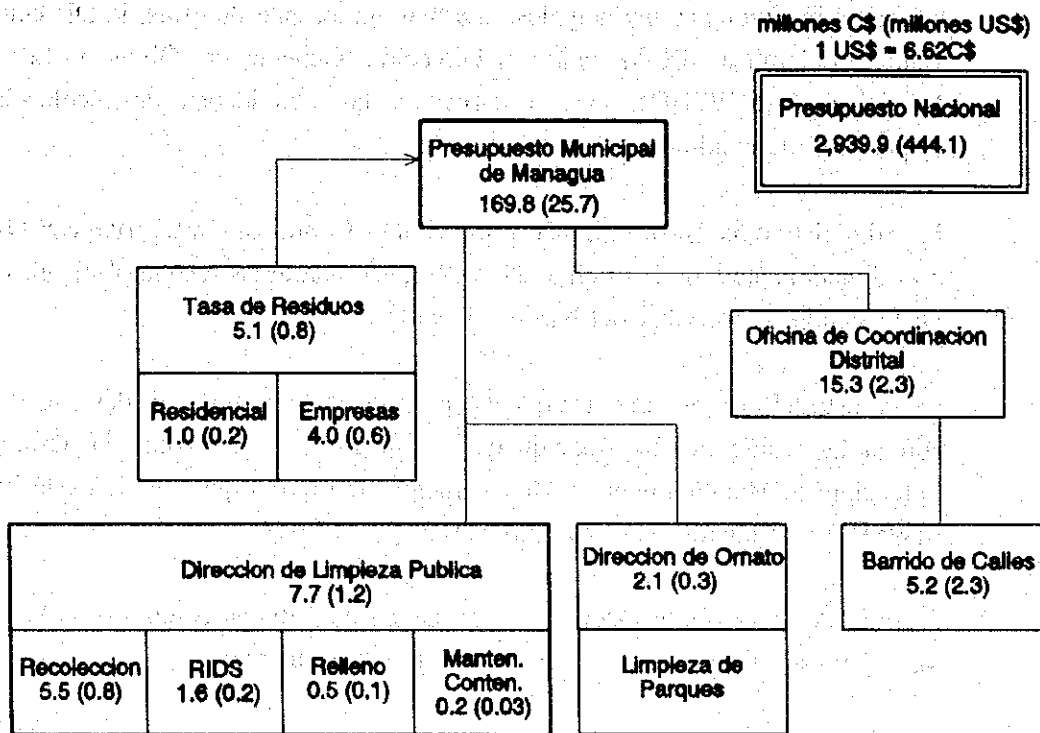 millones C$ (millones US$)
1 US$ = 6.62C$
Presupuesto Nacional
2,939.9 (444.1)
Presupuesto Municipal
de Managua
169.8 (25.7)
Tasa de Residuos
5.1 (0.8)
Residencial
1.0 (0.2)
Empresas
4.0 (0.6)
Oficina de Coordinacion
Distrital
15.3 (2.3)
Direccion de Limpieza Publica
7.7 (1.2)
Recoleccion
5.5 (0.8)
RIDS
1.6 (0.2)
Relleno
0.5 (0.1)
Manten.
Conten.
0.2 (0.03)
Direccion de Ornato
2.1 (0.3)
Limpieza de
Parques
Barrido de Calles
5.2 (2.3)